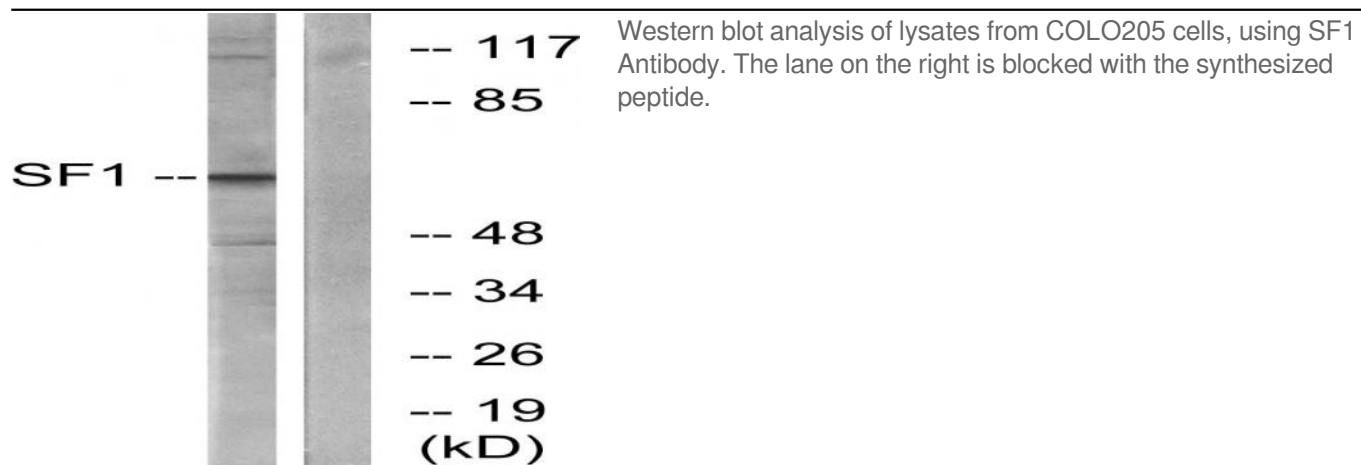 SF1 --
-- 117
-- 85
-- 48
-- 34
-- 26
-- 19
(kD)
Western blot analysis of lysates from COLO205 cells, using SF1
Antibody. The lane on the right is blocked with the synthesized
peptide.